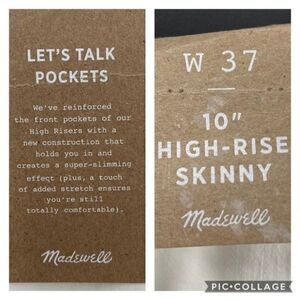 LET'S TALK
POCKETS
We've reinforced
the front pockets of our
High Risers with a
new construction that
holds you in and
creates a super-slimming
effect (plus, a touch
of added stretch ensures
you're still
totally comfortable).
Madewell
W 37
10"
HIGH-RISE
SKINNY
Madewell
PIC•COLLAGE